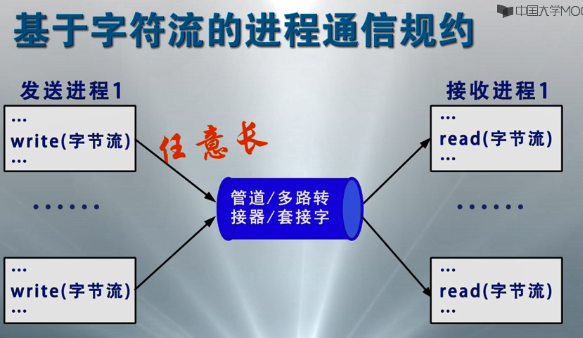 中国大学MOO
基于字符流的进程通信规约
发送进程1
接收进程1
...
write(字节流)
...
任意长
...
read(字节流)
...
管道/多路转
接器/套接字
......
......
...
write(字节流)
...
...
read(字节流)
...